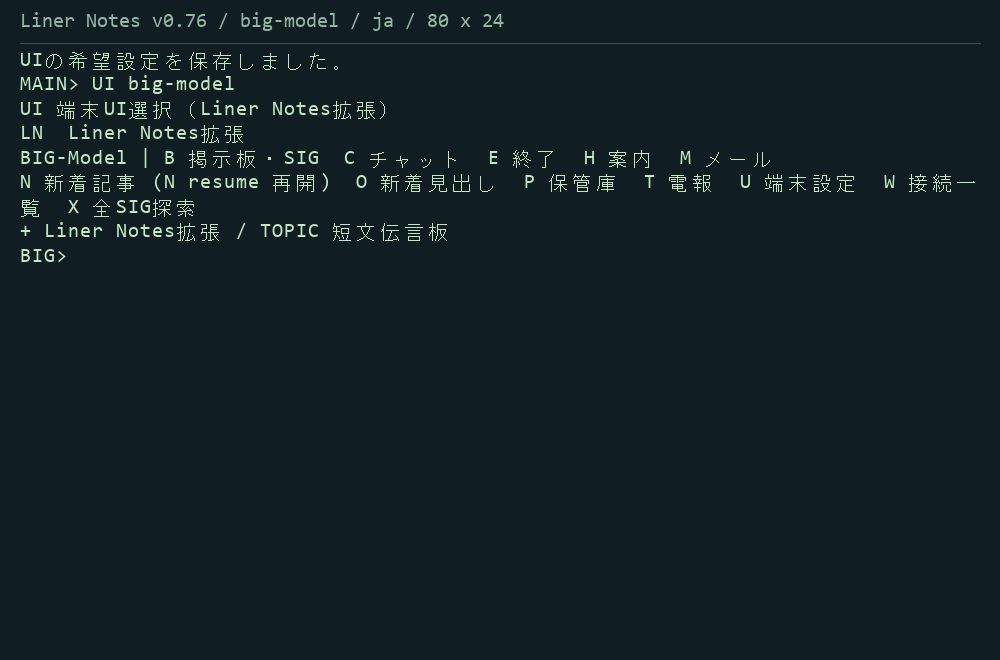 Liner Notes v0.76 / big-model / ja / 80 x 24
UIの希望設定を保存しました。
MAIN> UI big-model
UI 端末UI選択 (Liner Notes拡張)
LN  Liner Notes拡張
BIG-Model | B 掲示板・SIG  C チャット  E 終了  H 案内  M メール
N 新着記事 (N resume 再開)  O 新着見出し  P 保管庫  T 電報  U 端末設定  W 接続一
覧  X 全SIG探索
+ Liner Notes拡張 / TOPIC 短文伝言板
BIG>